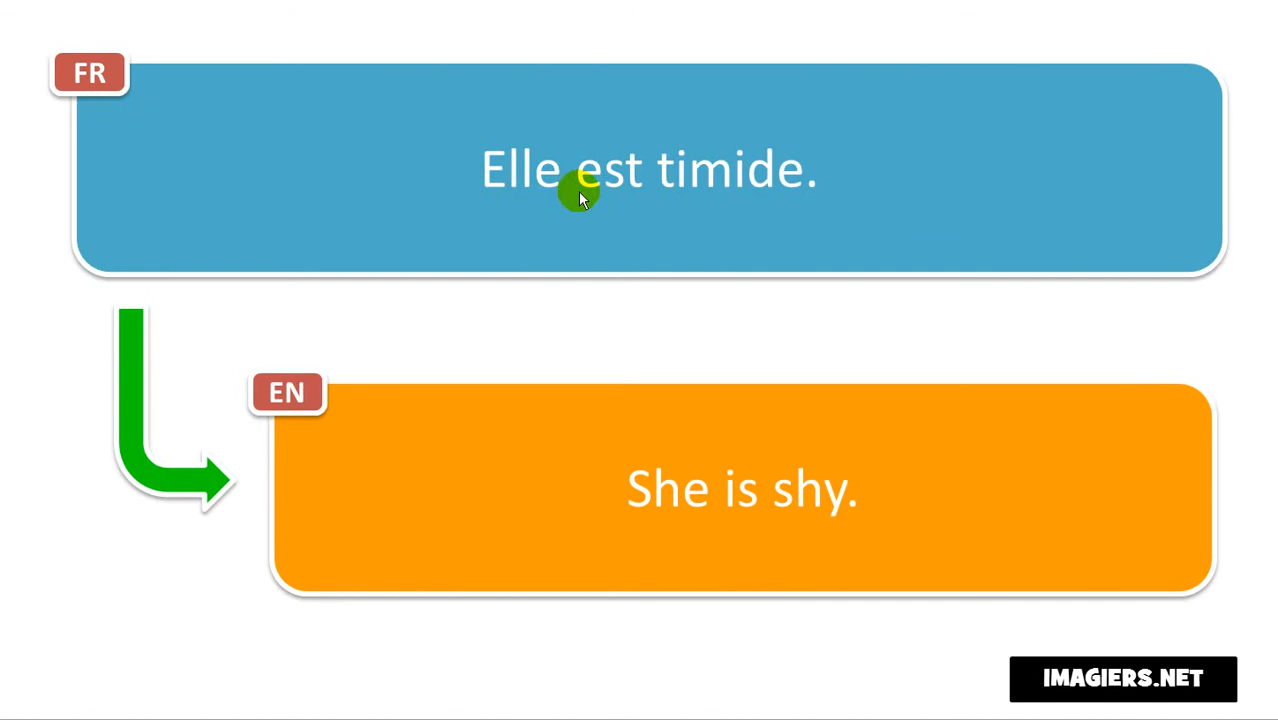 FR
Elle est timide.
EN
She is shy.
IMAGIERS.NET